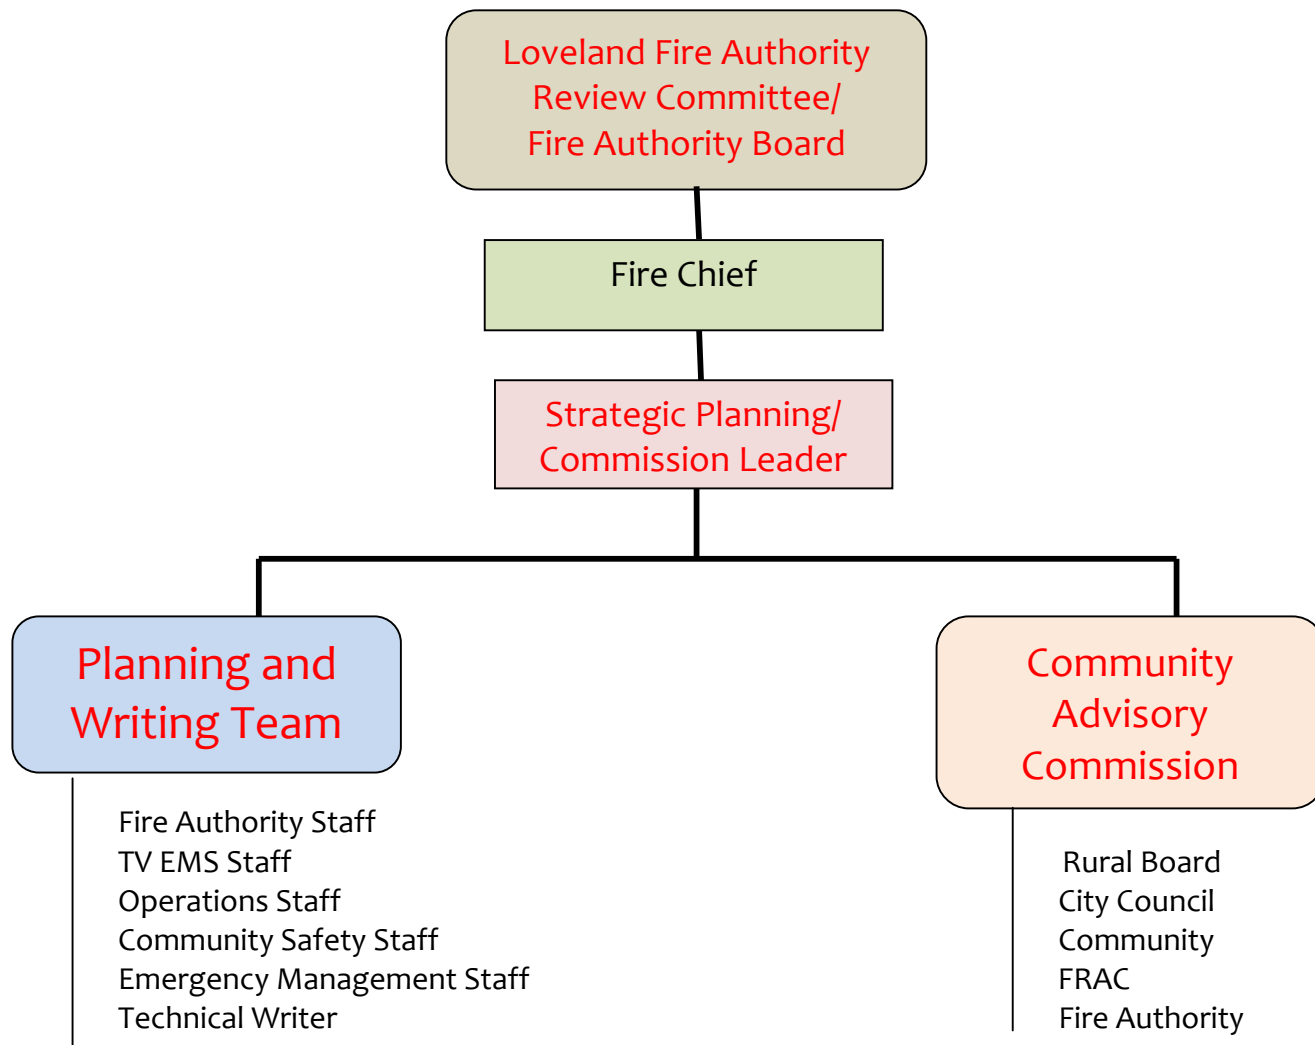 Loveland Fire Authority
Review Committee/
Fire Authority Board
Fire Chief
Strategic Planning/
Commission Leader
Planning and
Writing Team
Fire Authority Staff
TV EMS Staff
Operations Staff
Community Safety Staff
Emergency Management Staff
Technical Writer
Community
Advisory
Commission
Rural Board
City Council
Community
FRAC
Fire Authority